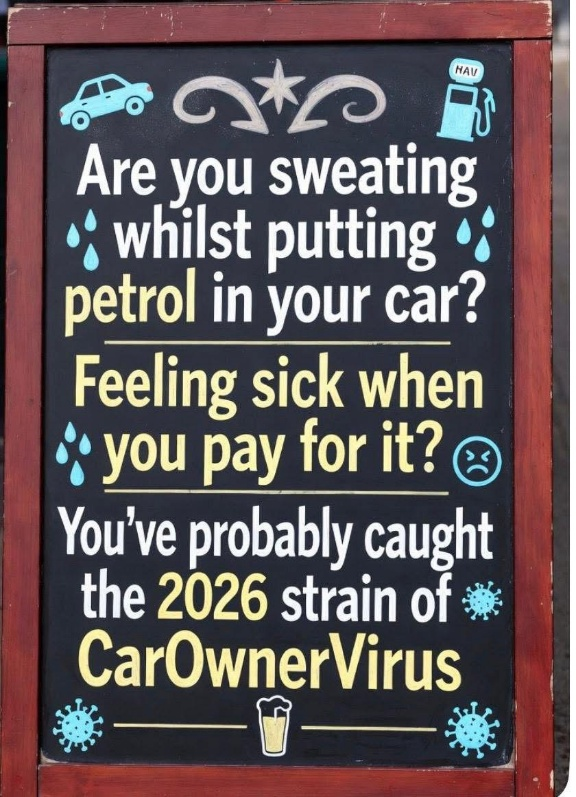 HAV
Are you sweating
whilst putting
petrol in your car?
Feeling sick when
you pay for it?
You've probably caught
the 2026 strain of
CarOwnerVirus